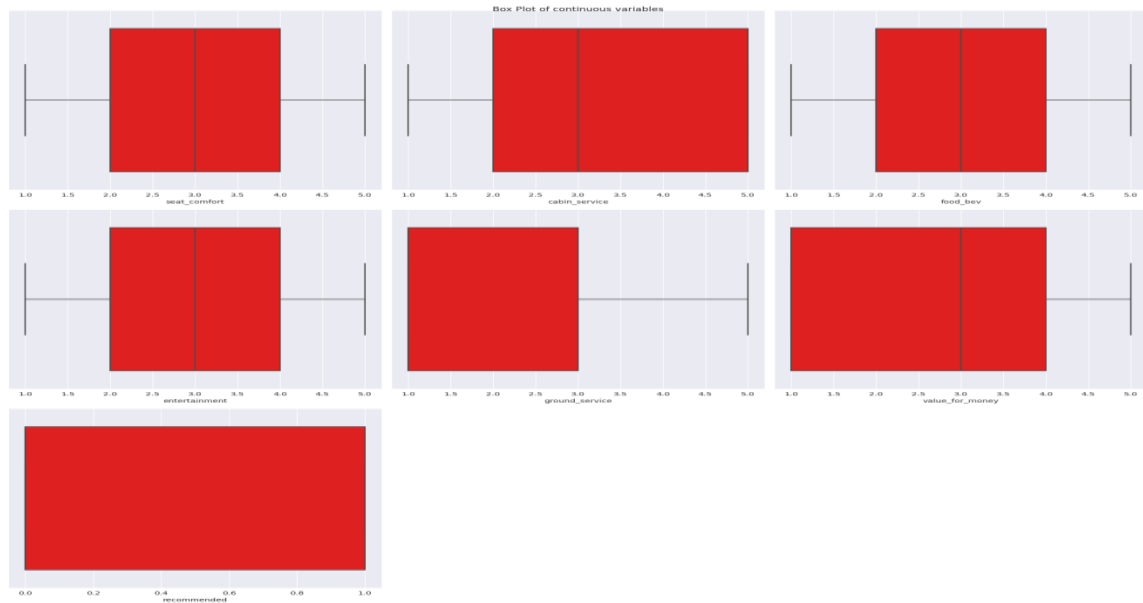 Box Plot of continuous variables
1.0 1.5 2.0 2.5 3.0 3.5 4.0 4.5 5.0
seat_comfort
1.0 1.5 2.0 2.5 3.0 3.5 4.0 4.5 5.0
cabin_service
1.0 1.5 2.0 2.5 3.0 3.5 4.0 4.5 5.0
food_bev
1.0 1.5 2.0 2.5 3.0 3.5 4.0 4.5 5.0
entertainment
1.0 1.5 2.0 2.5 3.0 3.5 4.0 4.5 5.0
ground_service
1.0 1.5 2.0 2.5 3.0 3.5 4.0 4.5 5.0
value_for_money
0.0 0.2 0.4 0.6 0.8 1.0
recommended